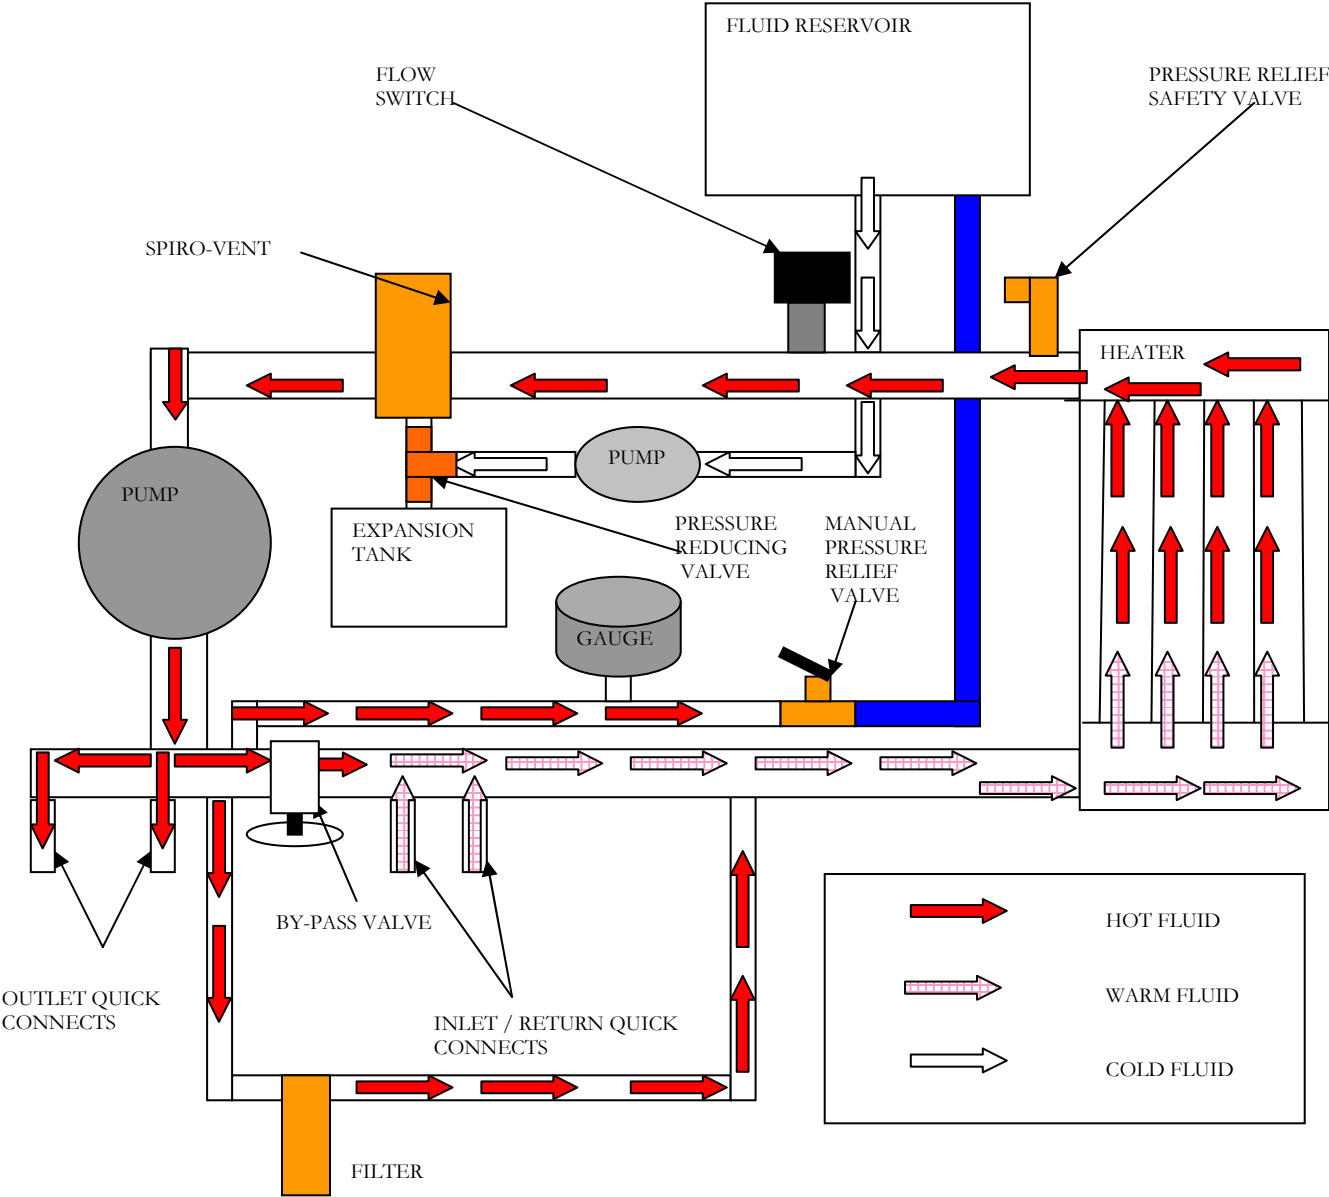 FLUID RESERVOIR
FLOW
SWITCH
PRESSURE RELIEF
SAFETY VALVE
SPIRO-VENT
HEATER
PUMP
PUMP
EXPANSION
TANK
PRESSURE
REDUCING
VALVE
MANUAL
PRESSURE
RELIEF
VALVE
GAUGE
BY-PASS VALVE
OUTLET QUICK
CONNECTS
INLET / RETURN QUICK
CONNECTS
FILTER
HOT FLUID
WARM FLUID
COLD FLUID